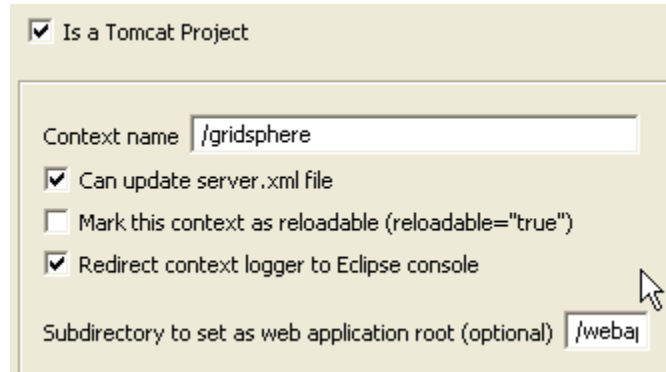 Is a Tomcat Project
Context name /gridsphere
Can update server.xml file
Mark this context as reloadable (reloadable="true")
Redirect context logger to Eclipse console
Subdirectory to set as web application root (optional)